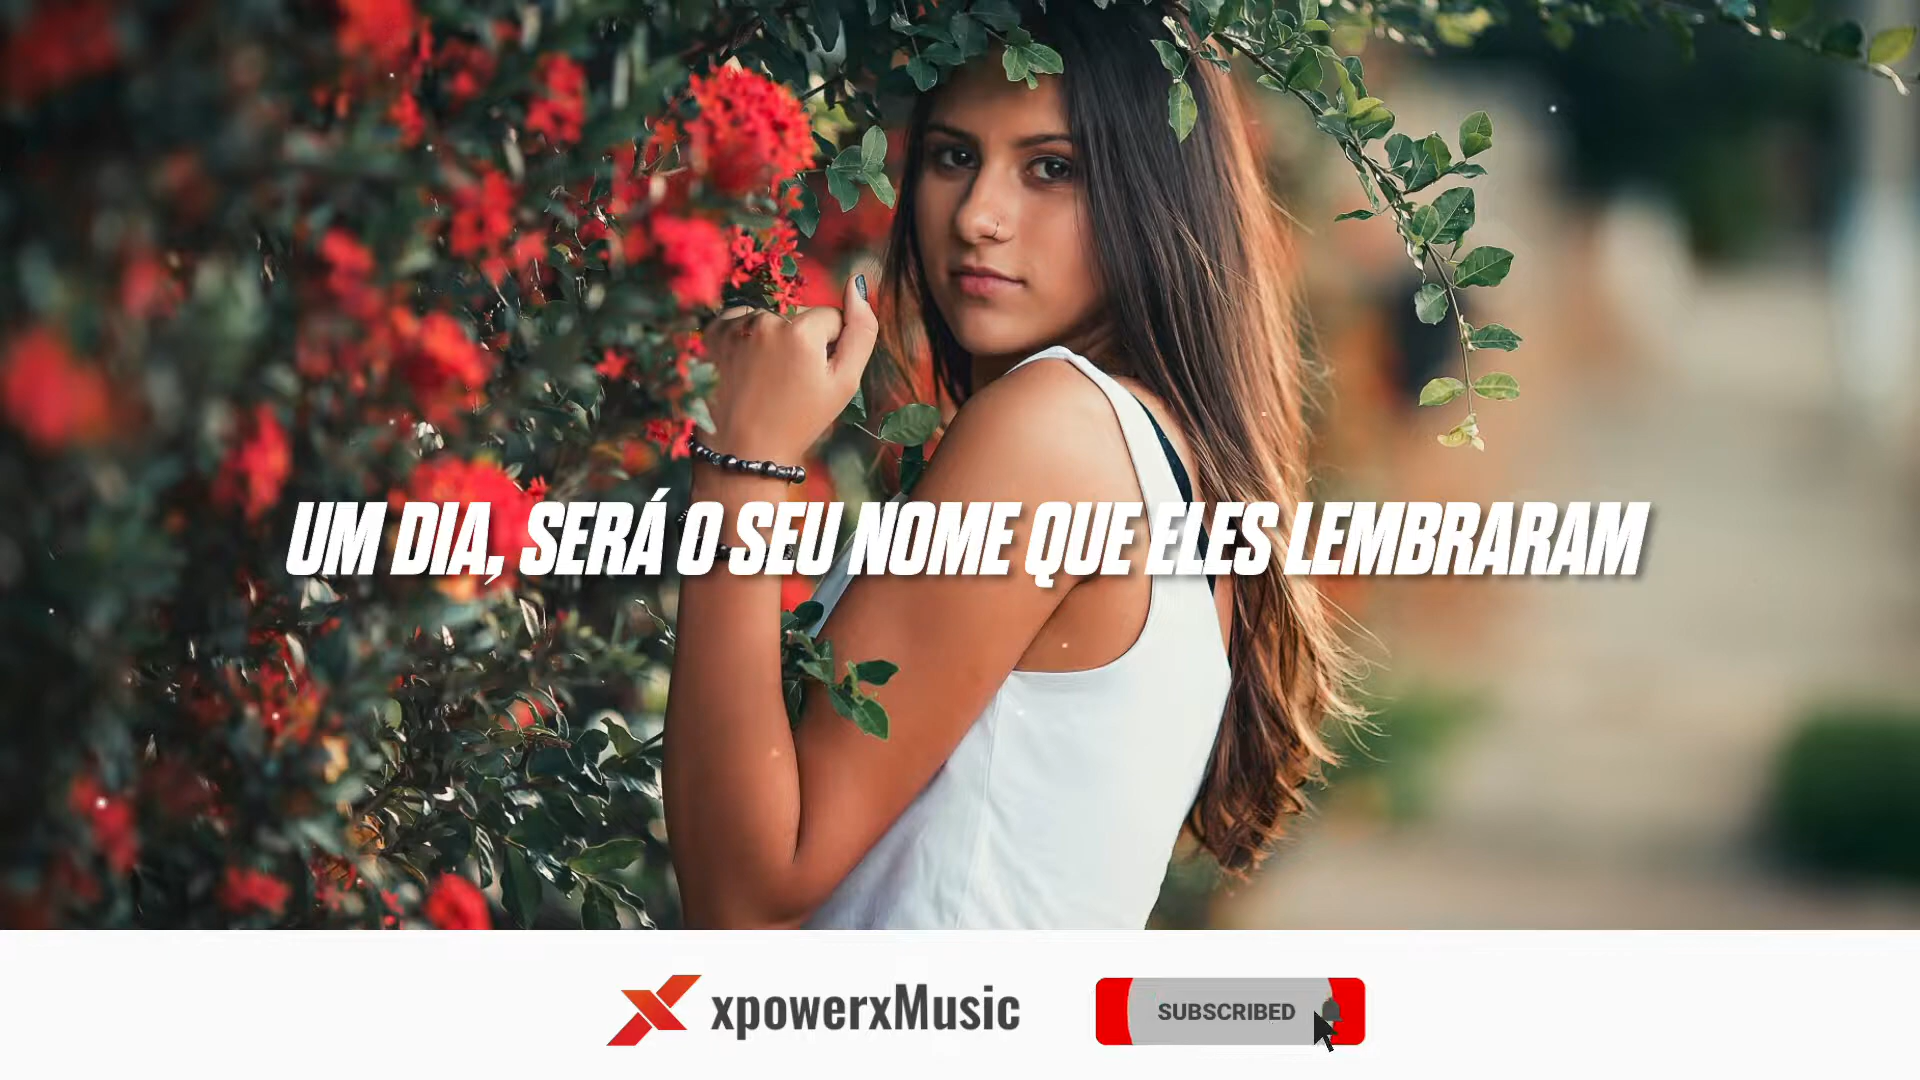 UM DIA, SERÁ O SEU NOME QUE ELES LEMBRARAM
xpowerxMusic
SUBSCRIBED